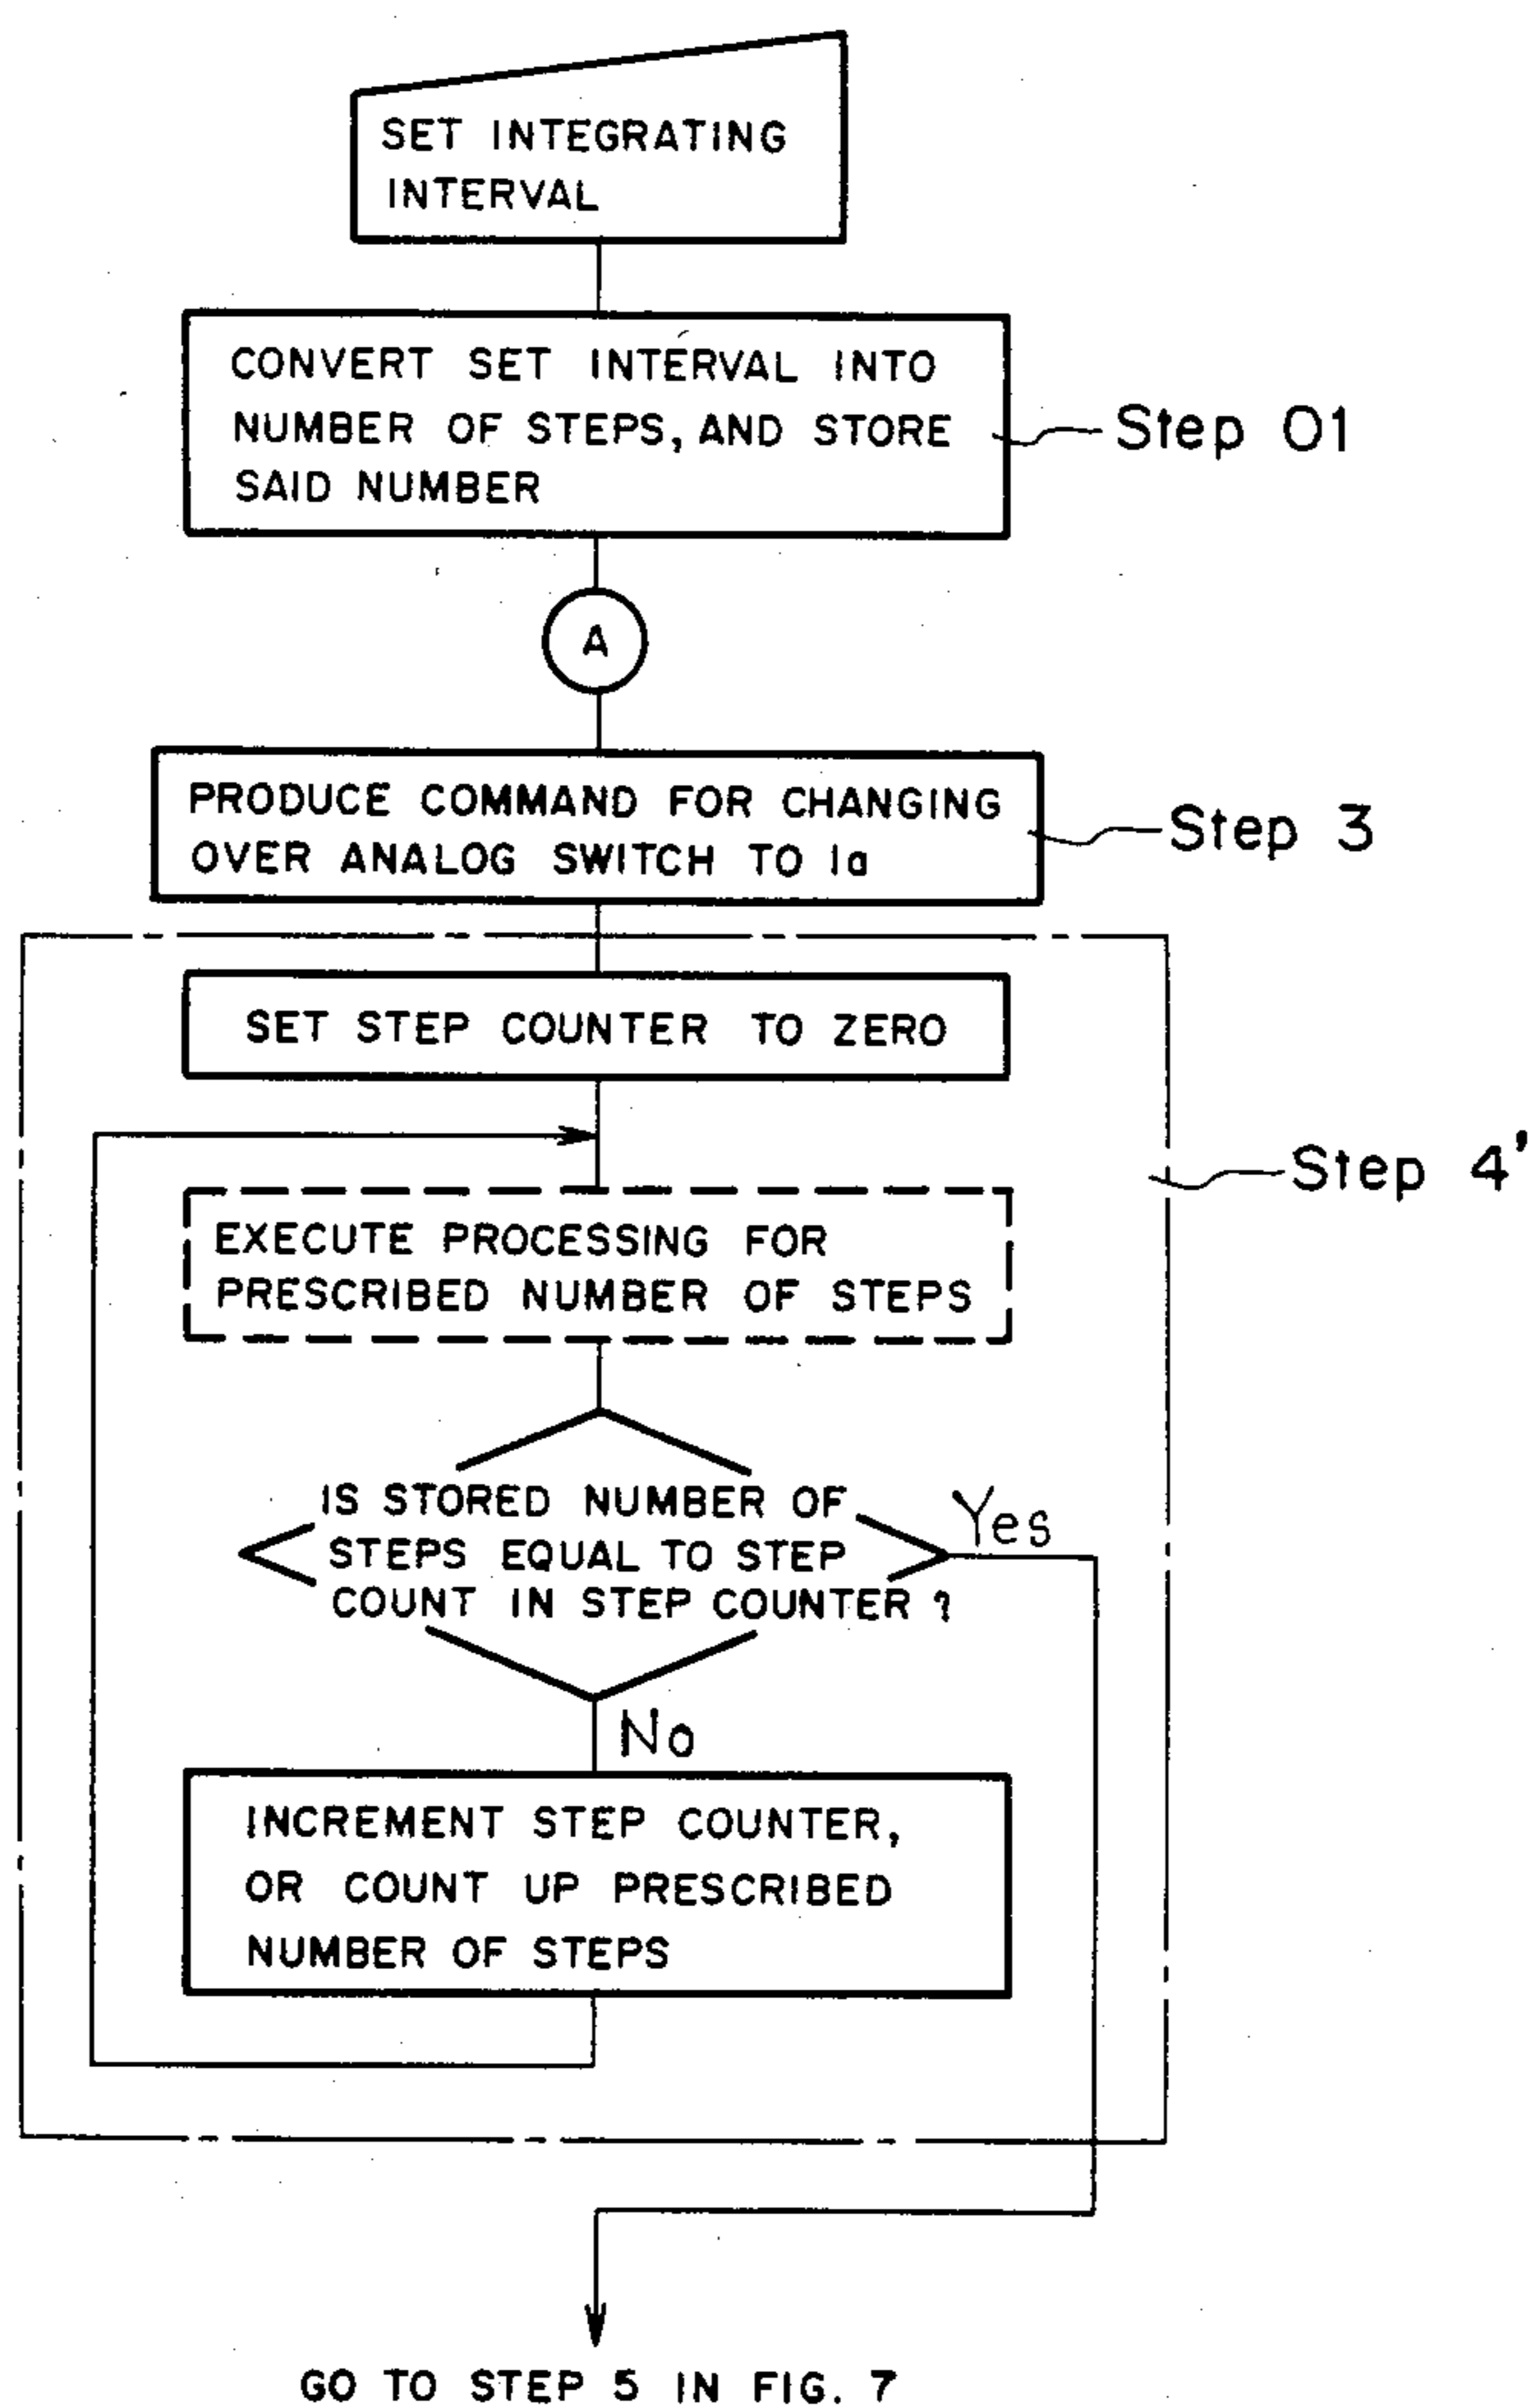 SET INTEGRATING
INTERVAL
CONVERT SET INTERVAL INTO
NUMBER OF STEPS, AND STORE
SAID NUMBER
Step 01
A
PRODUCE COMMAND FOR CHANGING
OVER ANALOG SWITCH TO 1a
Step 3
SET STEP COUNTER TO ZERO
Step 4'
EXECUTE PROCESSING FOR
PRESCRIBED NUMBER OF STEPS
IS STORED NUMBER OF
STEPS EQUAL TO STEP
COUNT IN STEP COUNTER ?
Yes
No
INCREMENT STEP COUNTER,
OR COUNT UP PRESCRIBED
NUMBER OF STEPS
GO TO STEP 5 IN FIG. 7